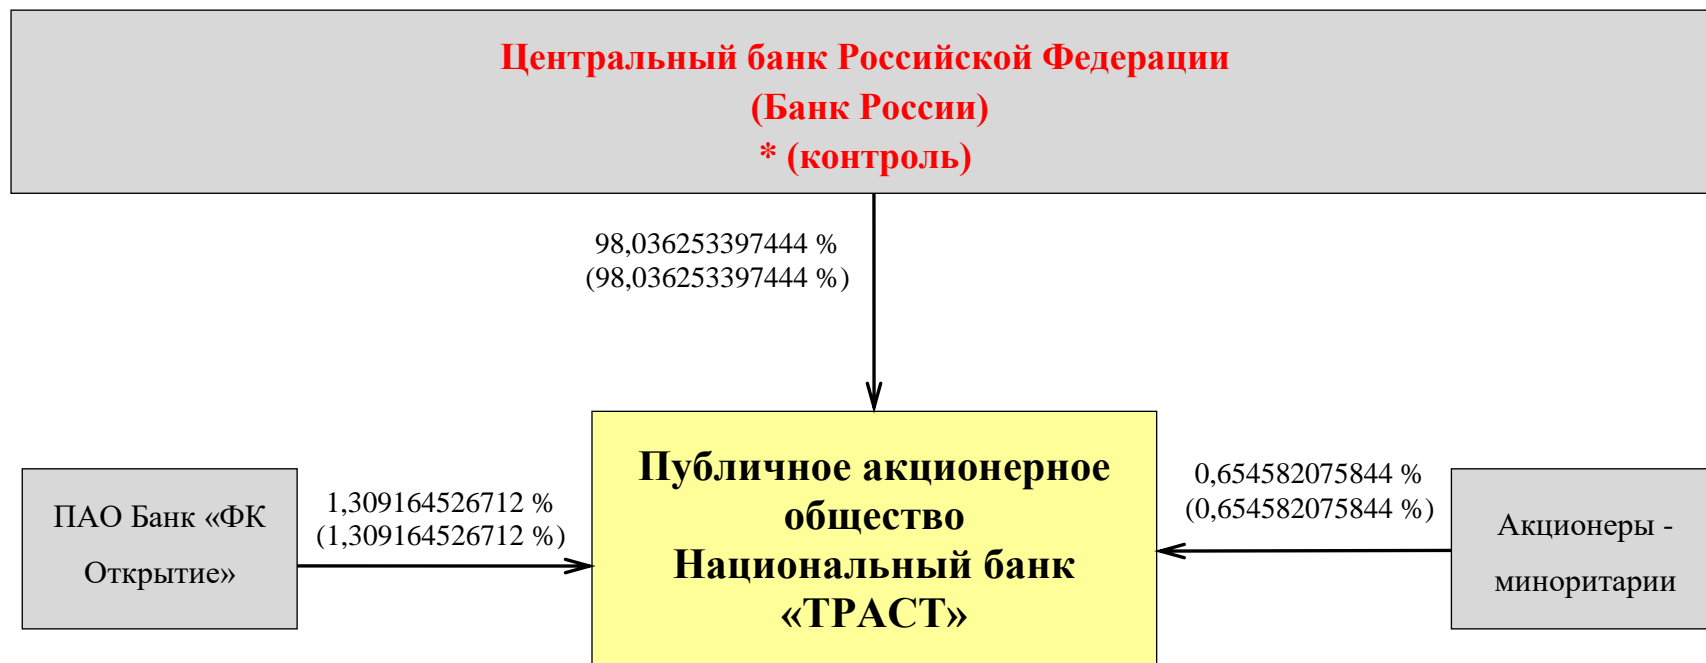 Центральный банк Российской Федерации
(Банк России)
* (контроль)
98,036253397444 %
(98,036253397444 %)
ПАО Банк «ФК
Открытие»
1,309164526712 %
(1,309164526712 %)
Публичное акционерное
общество
Национальный банк
«ТРАСТ»
0,654582075844 %
(0,654582075844 %)
Акционеры -
миноритарии